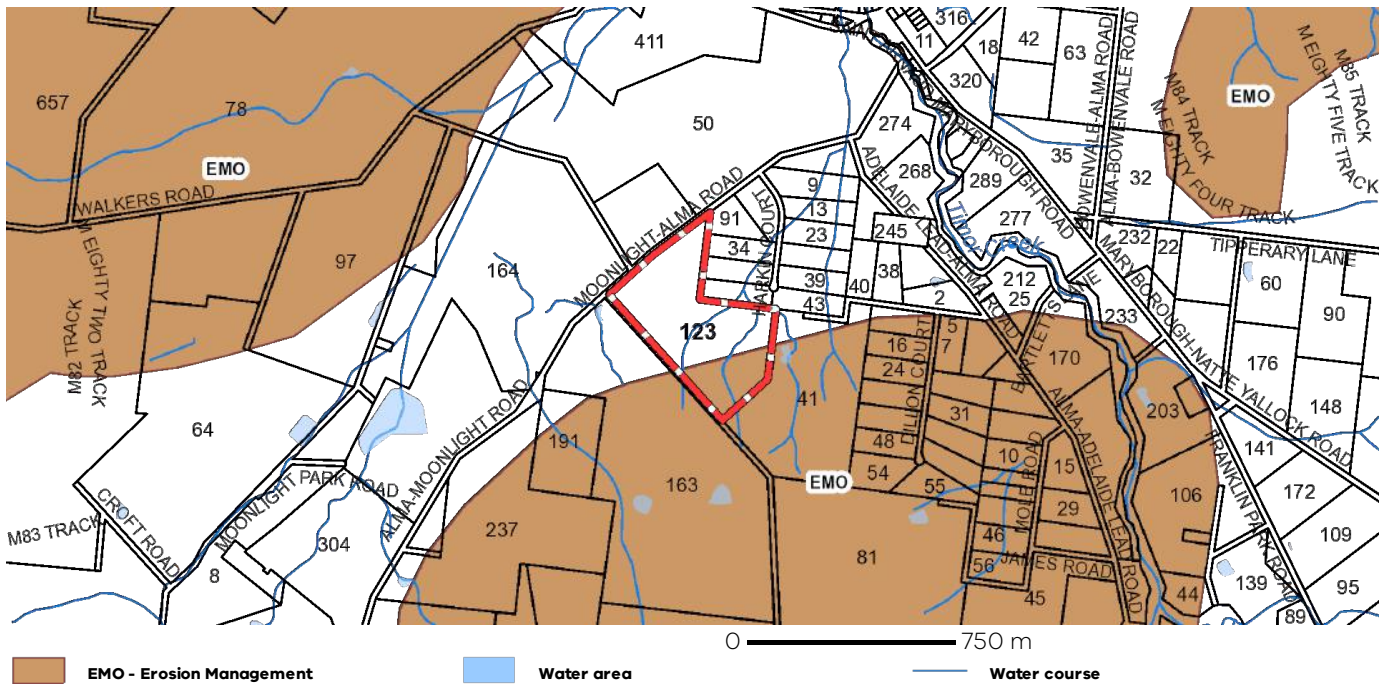 411
316
11
18
42
63
320
657
78
50
274
EMO
EMO
WALKERS ROAD
MOONLIGHT-ALMA ROAD
MARYBOROUGH ROAD
ADELAIDE LEAD-ALMA ROAD
BOWENVALE-ALMA ROAD
ALMA-BOWENVALE ROAD
M84 TRACK
M EIGHTY FOUR TRACK
M85 TRACK
M EIGHTY FIVE TRACK
35
32
268
289
277
Timor Creek
9
13
23
91
34
39
43
40
38
245
HARKIN COURT
2
212
25
232
22
TIPPERARY LANE
60
90
233
MARYBOROUGH-NATTE YALLOCK ROAD
M EIGHTY TWO TRACK
M82 TRACK
97
164
123
16
24
5
7
DILLION COURT
170
203
176
148
64
191
41
48
54
55
31
10
15
29
MOLE ROAD
ALMA-ADELAIDE LEAD ROAD
FRANKLIN PARK ROAD
141
172
109
95
139
89
MOONLIGHT PARK ROAD
ALMA-MOONLIGHT ROAD
CROFT ROAD
M83 TRACK
8
304
237
163
EMO
81
46
56
JAMES ROAD
45
106
44
0 750 m
EMO - Erosion Management
Water area
Water course